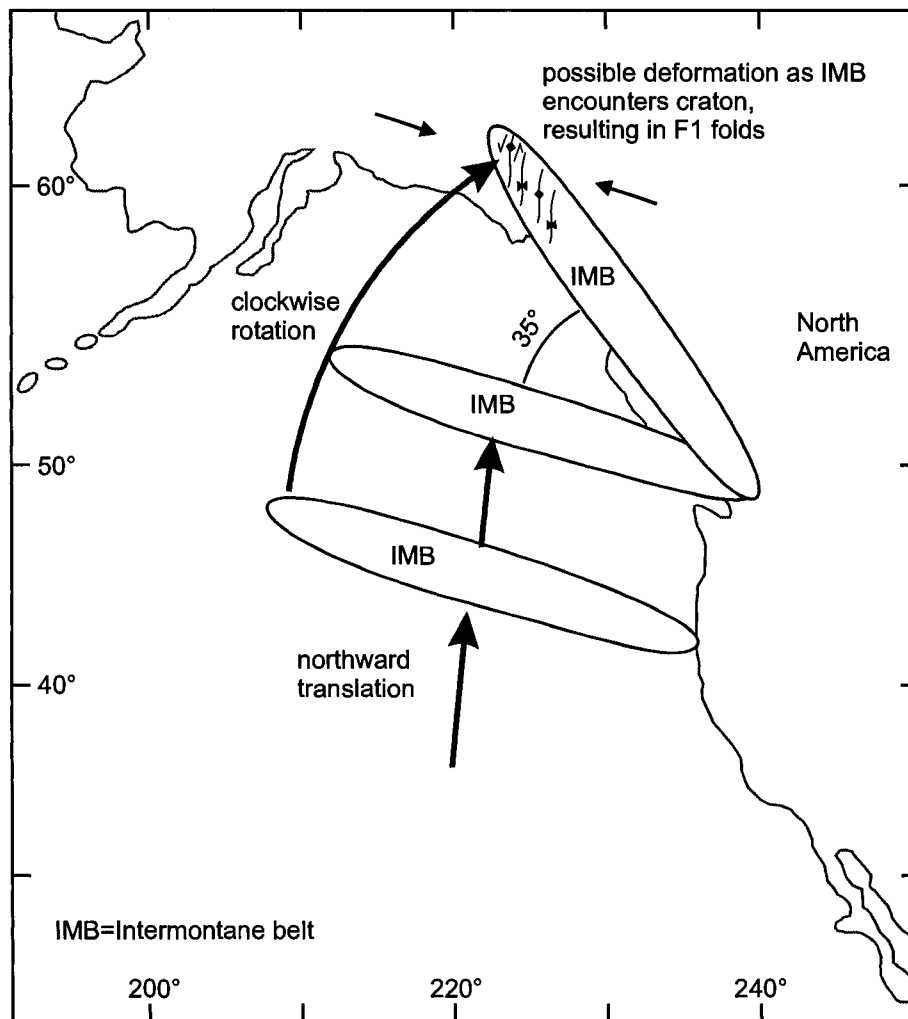 possible deformation as IMB
encounters craton,
resulting in F1 folds
60°
IMB
clockwise
rotation
35°
North
America
IMB
50°
IMB
northward
translation
40°
IMB=Intermontane belt
200°
220°
240°